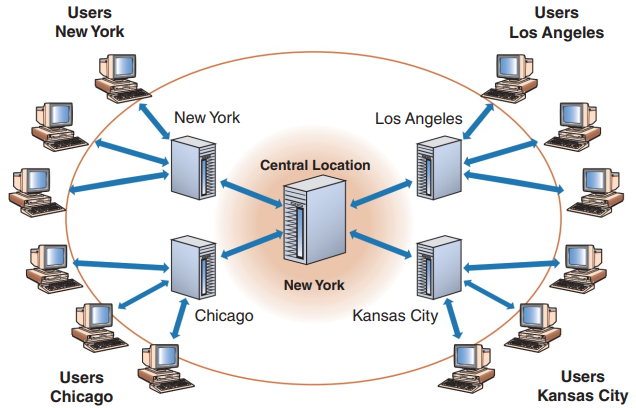 Users
New York
Users
Los Angeles
New York
Los Angeles
Central Location
New York
Chicago
Kansas City
Users
Chicago
Users
Kansas City